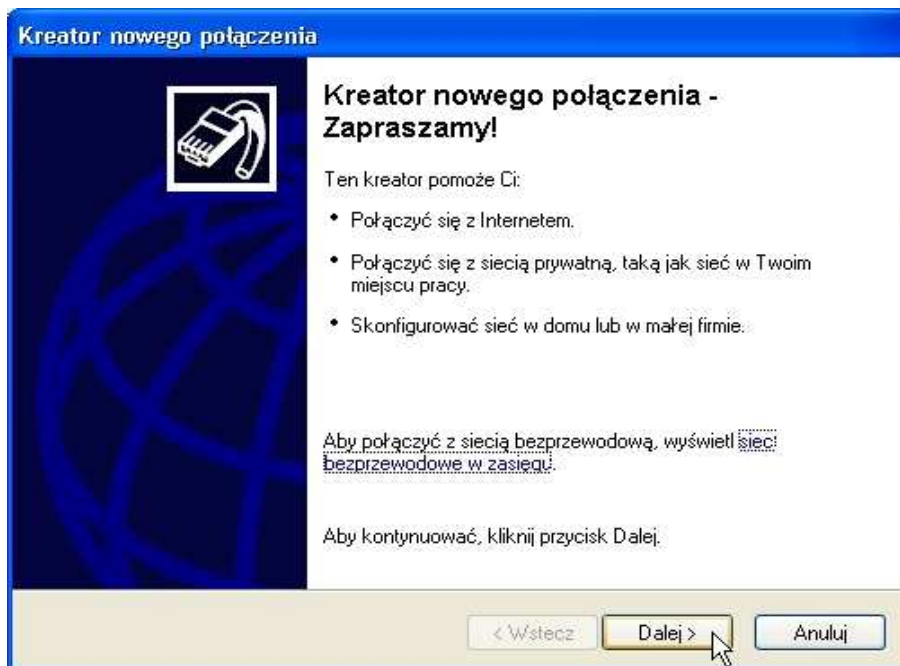 Kreator nowego połączenia
Kreator nowego połączenia -
Zapraszamy!
Ten kreator pomoże Ci:
• Połączyć się z Internetem.
• Połączyć się z siecią prywatną, taką jak sieć w Twoim
miejscu pracy.
• Skonfigurować sieć w domu lub w małej firmie.
Aby połączyć z siecią bezprzewodową, wyświetl sieci
bezprzewodowe w zasięgu.
Aby kontynuować, kliknij przycisk Dalej.
< Wstecz Dalej > Anuluj